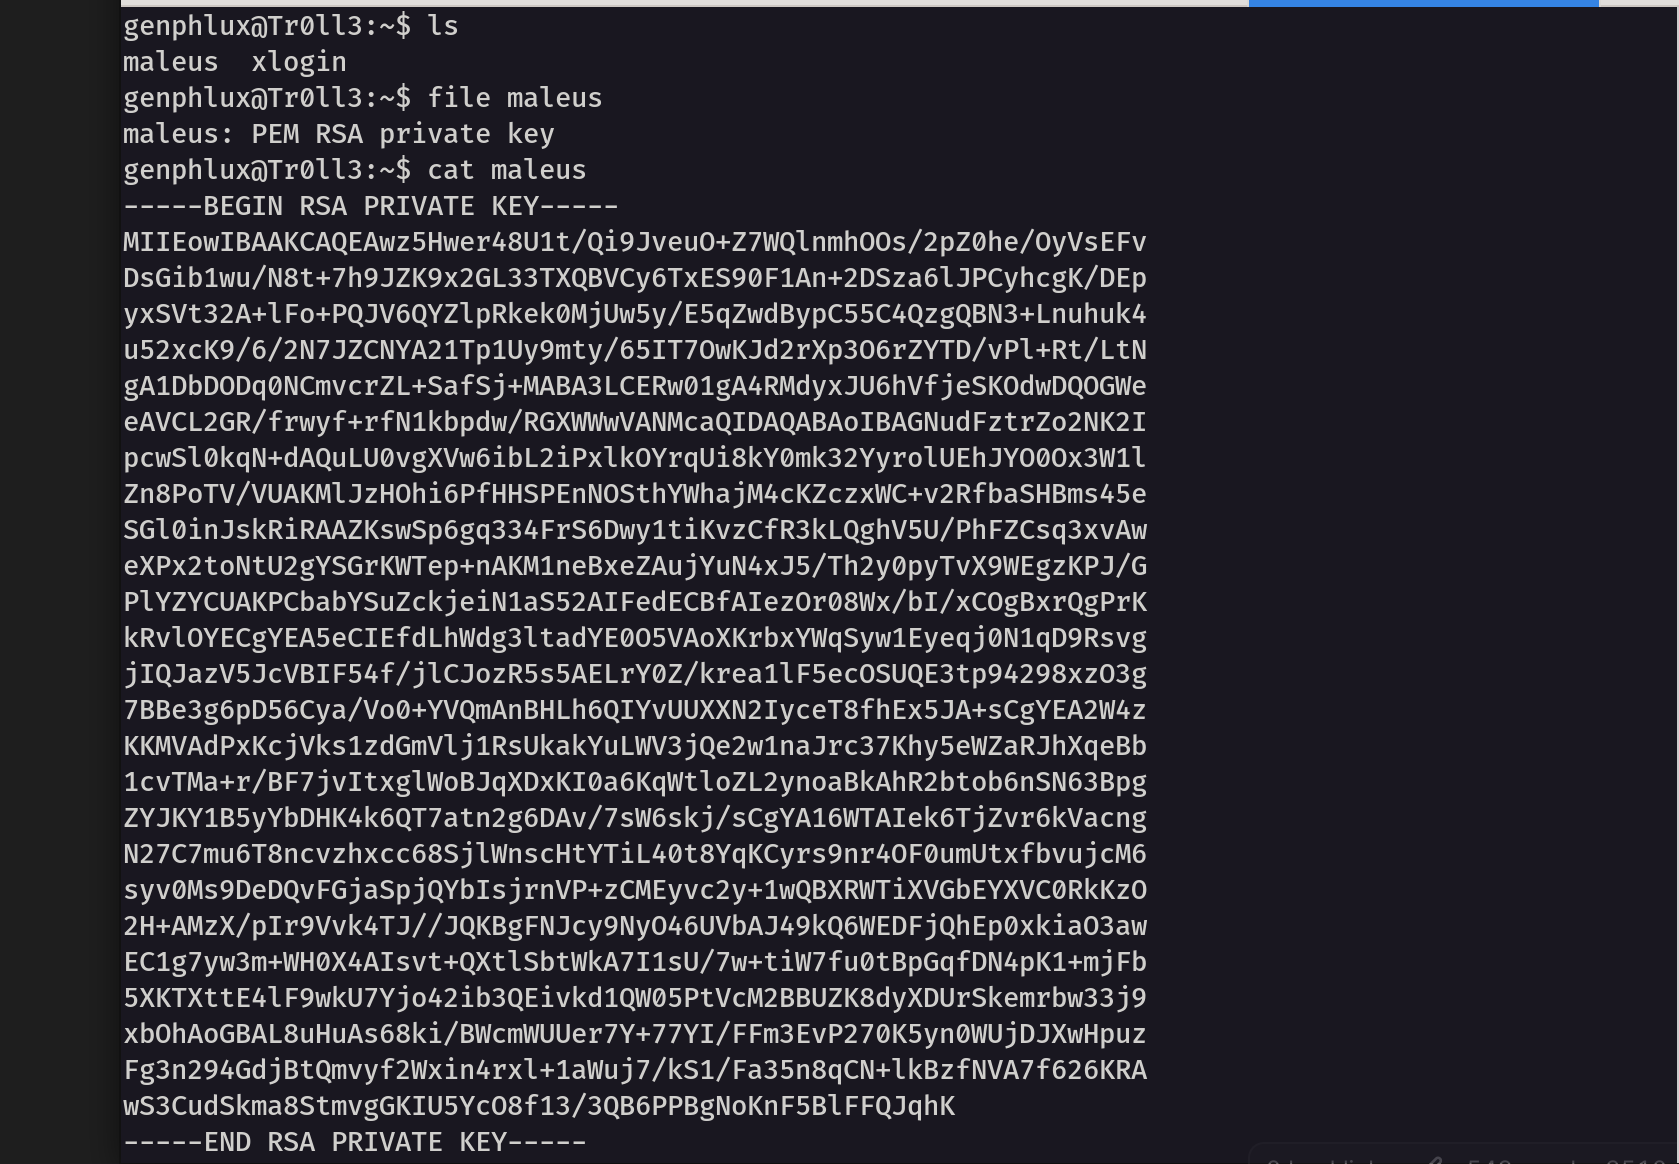 genphlux@Tr0ll3:~$ ls
maleus  xlogin
genphlux@Tr0ll3:~$ file maleus
maleus: PEM RSA private key
genphlux@Tr0ll3:~$ cat maleus
-----BEGIN RSA PRIVATE KEY-----
MIIEowIBAAKCAQEAwz5Hwer48U1t/Qi9JveuO+Z7WQlnmhOOs/2pZ0he/OyVsEFv
DsGib1wu/N8t+7h9JZK9x2GL33TXQBVCy6TxES90F1An+2DSza6lJPCyhcgK/DEp
yxSVt32A+lFo+PQJV6QYZlpRkek0MjUw5y/E5qZwdBypC55C4QzgQBN3+Lnuhuk4
u52xcK9/6/2N7JZCNYA21Tp1Uy9mty/65IT7OwKJd2rXp3O6rZYTD/vPl+Rt/LtN
gA1DbDODq0NCmvcrZL+SafSj+MABA3LCERw01gA4RMdyxJU6hVfjeSKOdwDQOGWe
eAVCL2GR/frwyf+rfN1kbpdw/RGXWWwVANMcaQIDAQABAoIBAGNudFztrZo2NK2I
pcwSl0kqN+dAQuLU0vgXVw6ibL2iPxlkOYrqUi8kY0mk32YyrolUEhJYO0Ox3W1l
Zn8PoTV/VUAKMlJzHOhi6PfHHSPEnNOSthYWhajM4cKZczxWC+v2RfbaSHBms45e
SGl0inJskRiRAAZKswSp6gq334FrS6Dwy1tiKvzCfR3kLQghV5U/PhFZCsq3xvAw
eXPx2toNtU2gYSGrKWTep+nAKM1neBxeZAujYuN4xJ5/Th2y0pyTvX9WEgzKPJ/G
PlYZYCUAKPCbabYSuZckjeiN1aS52AIFedECBfAIezOr08Wx/bI/xCOgBxrQgPrK
kRvlOYECgYEA5eCIEfdLhWdg3ltadYE0O5VAoXKrbxYWqSyw1Eyeqj0N1qD9Rsvg
jIQJazV5JcVBIF54f/jlCJozR5s5AELrY0Z/krea1lF5ecOSUQE3tp94298xzO3g
7BBe3g6pD56Cya/Vo0+YVQmAnBHLh6QIYvUUXXN2IyceT8fhEx5JA+sCgYEA2W4z
KKMVAdPxKcjVks1zdGmVlj1RsUkakYuLWV3jQe2w1naJrc37Khy5eWZaRJhXqeBb
1cvTMa+r/BF7jvItxglWoBJqXDxKI0a6KqWtloZL2ynoaBkAhR2btob6nSN63Bpg
ZYJKY1B5yYbDHK4k6QT7atn2g6DAv/7sW6skj/sCgYA16WTAIek6TjZvr6kVacng
N27C7mu6T8ncvzhxcc68SjlWnscHtYTiL40t8YqKCyrs9nr4OF0umUtxfbvujcM6
syv0Ms9DeDQvFGjaSpjQYbIsjrnVP+zCMEyvc2y+1wQBXRWTiXVGbEYXVC0RkKzO
2H+AMzX/pIr9Vvk4TJ//JQKBgFNJcy9NyO46UVbAJ49kQ6WEDFjQhEp0xkiaO3aw
EC1g7yw3m+WH0X4AIsvt+QXtlSbtWkA7I1sU/7w+tiW7fu0tBpGqfDN4pK1+mjFb
5XKTXttE4lF9wkU7Yjo42ib3QEivkd1QW05PtVcM2BBUZK8dyXDUrSkemrbw33j9
xbOhAoGBAL8uHuAs68ki/BWcmWUUer7Y+77YI/FFm3EvP270K5yn0WUjDJXwHpuz
Fg3n294GdjBtQmvyf2Wxin4rxl+1aWuj7/kS1/Fa35n8qCN+lkBzfNVA7f626KRA
wS3CudSkma8StmvgGKIU5YcO8f13/3QB6PPBgNoKnF5BlFFQJqhK
-----END RSA PRIVATE KEY-----